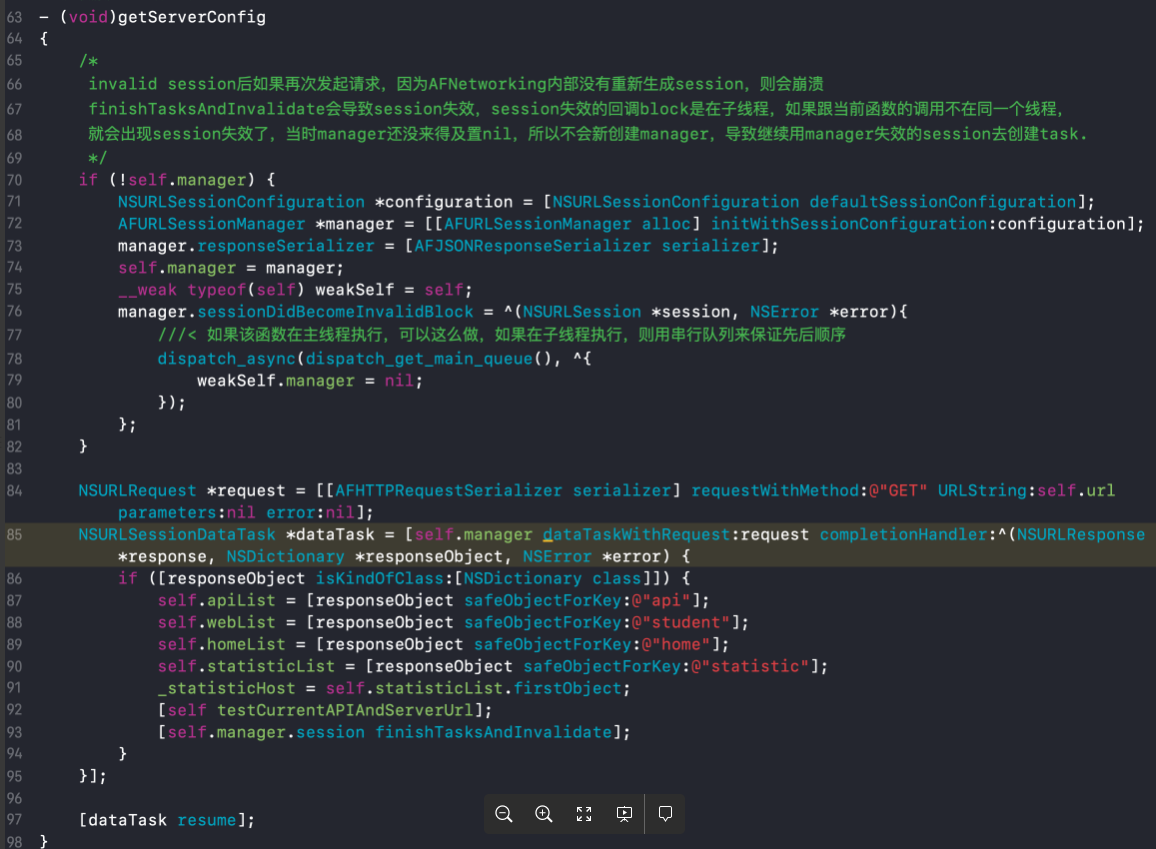 63 - (void)getServerConfig
64 {
65 /*
66 invalid session后如果再次发起请求，因为AFNetworking内部没有重新生成session，则会崩溃
67 finishTasksAndInvalidate会导致session失效，session失效的回调block是在子线程，如果跟当前函数的调用不在同一个线程，
68 就会出现session失效了，当时manager还没来得及置nil，所以不会新创建manager，导致继续用manager失效的session去创建task.
69 */
70 if (!self.manager) {
71 NSURLSessionConfiguration *configuration = [NSURLSessionConfiguration defaultSessionConfiguration];
72 AFURLSessionManager *manager = [[AFURLSessionManager alloc] initWithSessionConfiguration:configuration];
73 manager.responseSerializer = [AFJSONResponseSerializer serializer];
74 self.manager = manager;
75 __weak typeof(self) weakSelf = self;
76 manager.sessionDidBecomeInvalidBlock = ^(NSURLSession *session, NSError *error){
77 ///< 如果该函数在主线程执行，可以这么做，如果在子线程执行，则用串行队列来保证先后顺序
78 dispatch_async(dispatch_get_main_queue(), ^{
79 weakSelf.manager = nil;
80 });
81 };
82 }
83
84 NSURLRequest *request = [[AFHTTPRequestSerializer serializer] requestWithMethod:@"GET" URLString:self.url
parameters:nil error:nil];
85 NSURLSessionDataTask *dataTask = [self.manager dataTaskWithRequest:request completionHandler:^(NSURLResponse
*response, NSDictionary *responseObject, NSError *error) {
86 if ([responseObject isKindOfClass:[NSDictionary class]]) {
87 self.apiList = [responseObject safeObjectForKey:@"api"];
88 self.webList = [responseObject safeObjectForKey:@"student"];
89 self.homeList = [responseObject safeObjectForKey:@"home"];
90 self.statisticList = [responseObject safeObjectForKey:@"statistic"];
91 _statisticHost = self.statisticList.firstObject;
92 [self testCurrentAPIAndServerUrl];
93 [self.manager.session finishTasksAndInvalidate];
94 }
95 }];
96
97 [dataTask resume];
98 }